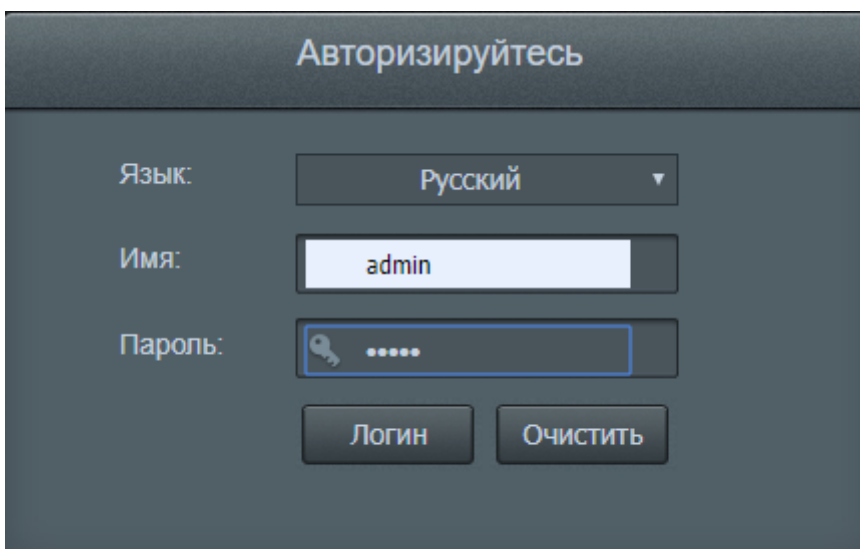 Авторизируйтесь
Язык: Русский
Имя: admin
Пароль: •••••
Логин Очистить